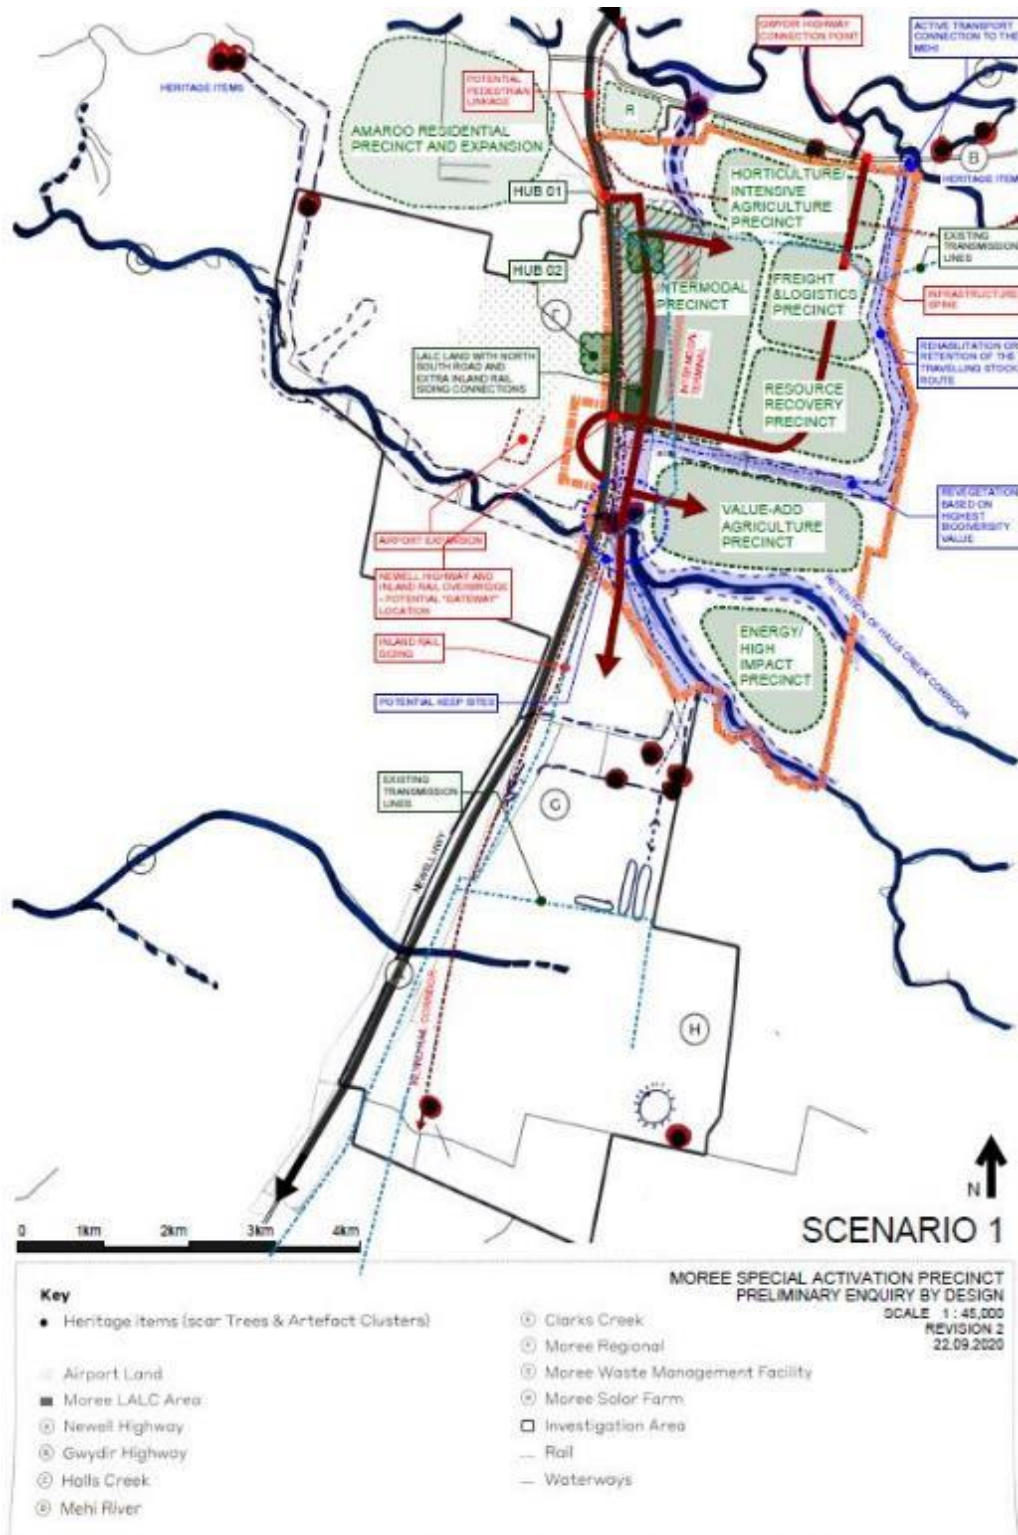 GWYDIR HIGHWAY
CONNECTION POINT
ACTIVE TRANSPORT
CONNECTION TO THE
MEHI
POTENTIAL
PEDESTRIAN
LINKAGE
HERITAGE ITEMS
R
AMAROO RESIDENTIAL
PRECINCT AND EXPANSION
B
HERITAGE ITEM
HORTICULTURE/
INTENSIVE
AGRICULTURE
PRECINCT
HUB 01
EXISTING
TRANSMISSION
LINES
HUB 02
INTERMODAL
PRECINCT
FREIGHT
&LOGISTICS
PRECINCT
INFRASTRUCTURE
SPINE
INTERMODAL
TERMINAL
REHABILITATION OR
RETENTION OF THE
TRAVELLING STOCK
ROUTE
LALC LAND WITH NORTH
SOUTH ROAD AND
EXTRA INLAND RAIL
SIDING CONNECTIONS
RESOURCE
RECOVERY
PRECINCT
REVEGETATION
BASED ON
HIGHEST
BIODIVERSITY
VALUE
VALUE-ADD
AGRICULTURE
PRECINCT
AIRPORT EXPANSION
NEWELL HIGHWAY AND
INLAND RAIL OVERBRIDGE
- POTENTIAL "GATEWAY"
LOCATION
RETENTION OF HALLS CREEK CORRIDOR
ENERGY/
HIGH
IMPACT
PRECINCT
INLAND RAIL
SIDING
POTENTIAL KEEP SITES
EXISTING
TRANSMISSION
LINES
G
NEWELL HWY
H
N
0 1km 2km 3km 4km
SCENARIO 1
MOREE SPECIAL ACTIVATION PRECINCT
PRELIMINARY ENQUIRY BY DESIGN
SCALE 1 : 45,000
REVISION 2
22.09.2020
Key
Heritage items (scar Trees & Artefact Clusters)
Airport Land
Moree LALC Area
A Newell Highway
B Gwydir Highway
C Halls Creek
D Mehi River
E Clarks Creek
F Moree Regional
G Moree Waste Management Facility
H Moree Solar Farm
Investigation Area
Rail
Waterways